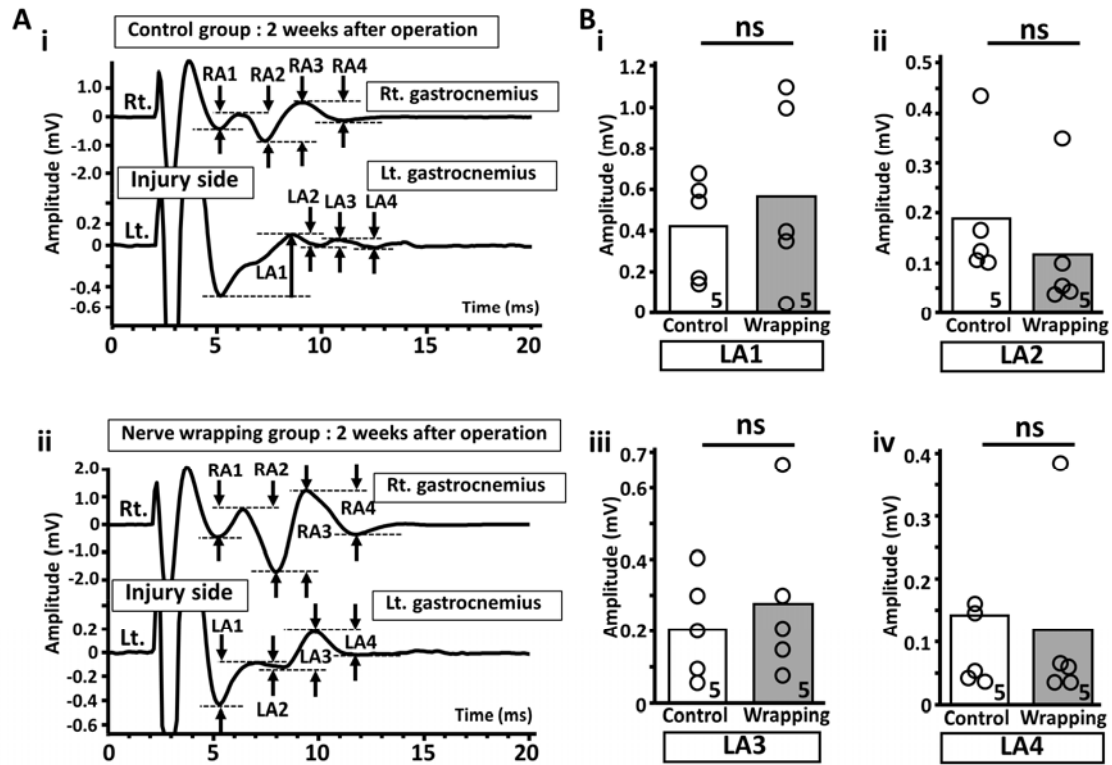 A
i
Control group : 2 weeks after operation
RA1 RA2 RA3 RA4
Rt.
Rt. gastrocnemius
Amplitude (mV)
1.0
0
-1.0
-2.0
Injury side
Lt. gastrocnemius
0.2
0
-0.4
-0.6
Lt.
LA1
LA2 LA3 LA4
Time (ms)
0 5 10 15 20
ii
Nerve wrapping group : 2 weeks after operation
RA1 RA2
RA3
RA4
Rt.
Rt. gastrocnemius
Amplitude (mV)
2.0
0
-1.0
-2.0
Injury side
Lt. gastrocnemius
0.2
0
-0.2
-0.4
-0.6
Lt.
LA1
LA2
LA3
LA4
Time (ms)
0 5 10 15 20
B
i
ns
Amplitude (mV)
1.2
1.0
0.8
0.6
0.4
0.2
0
5 5
Control Wrapping
LA1
ii
ns
Amplitude (mV)
0.5
0.4
0.3
0.2
0.1
0
5 5
Control Wrapping
LA2
iii
ns
Amplitude (mV)
0.7
0.6
0.4
0.2
0
5 5
Control Wrapping
LA3
iv
ns
Amplitude (mV)
0.4
0.3
0.2
0.1
0
5 5
Control Wrapping
LA4